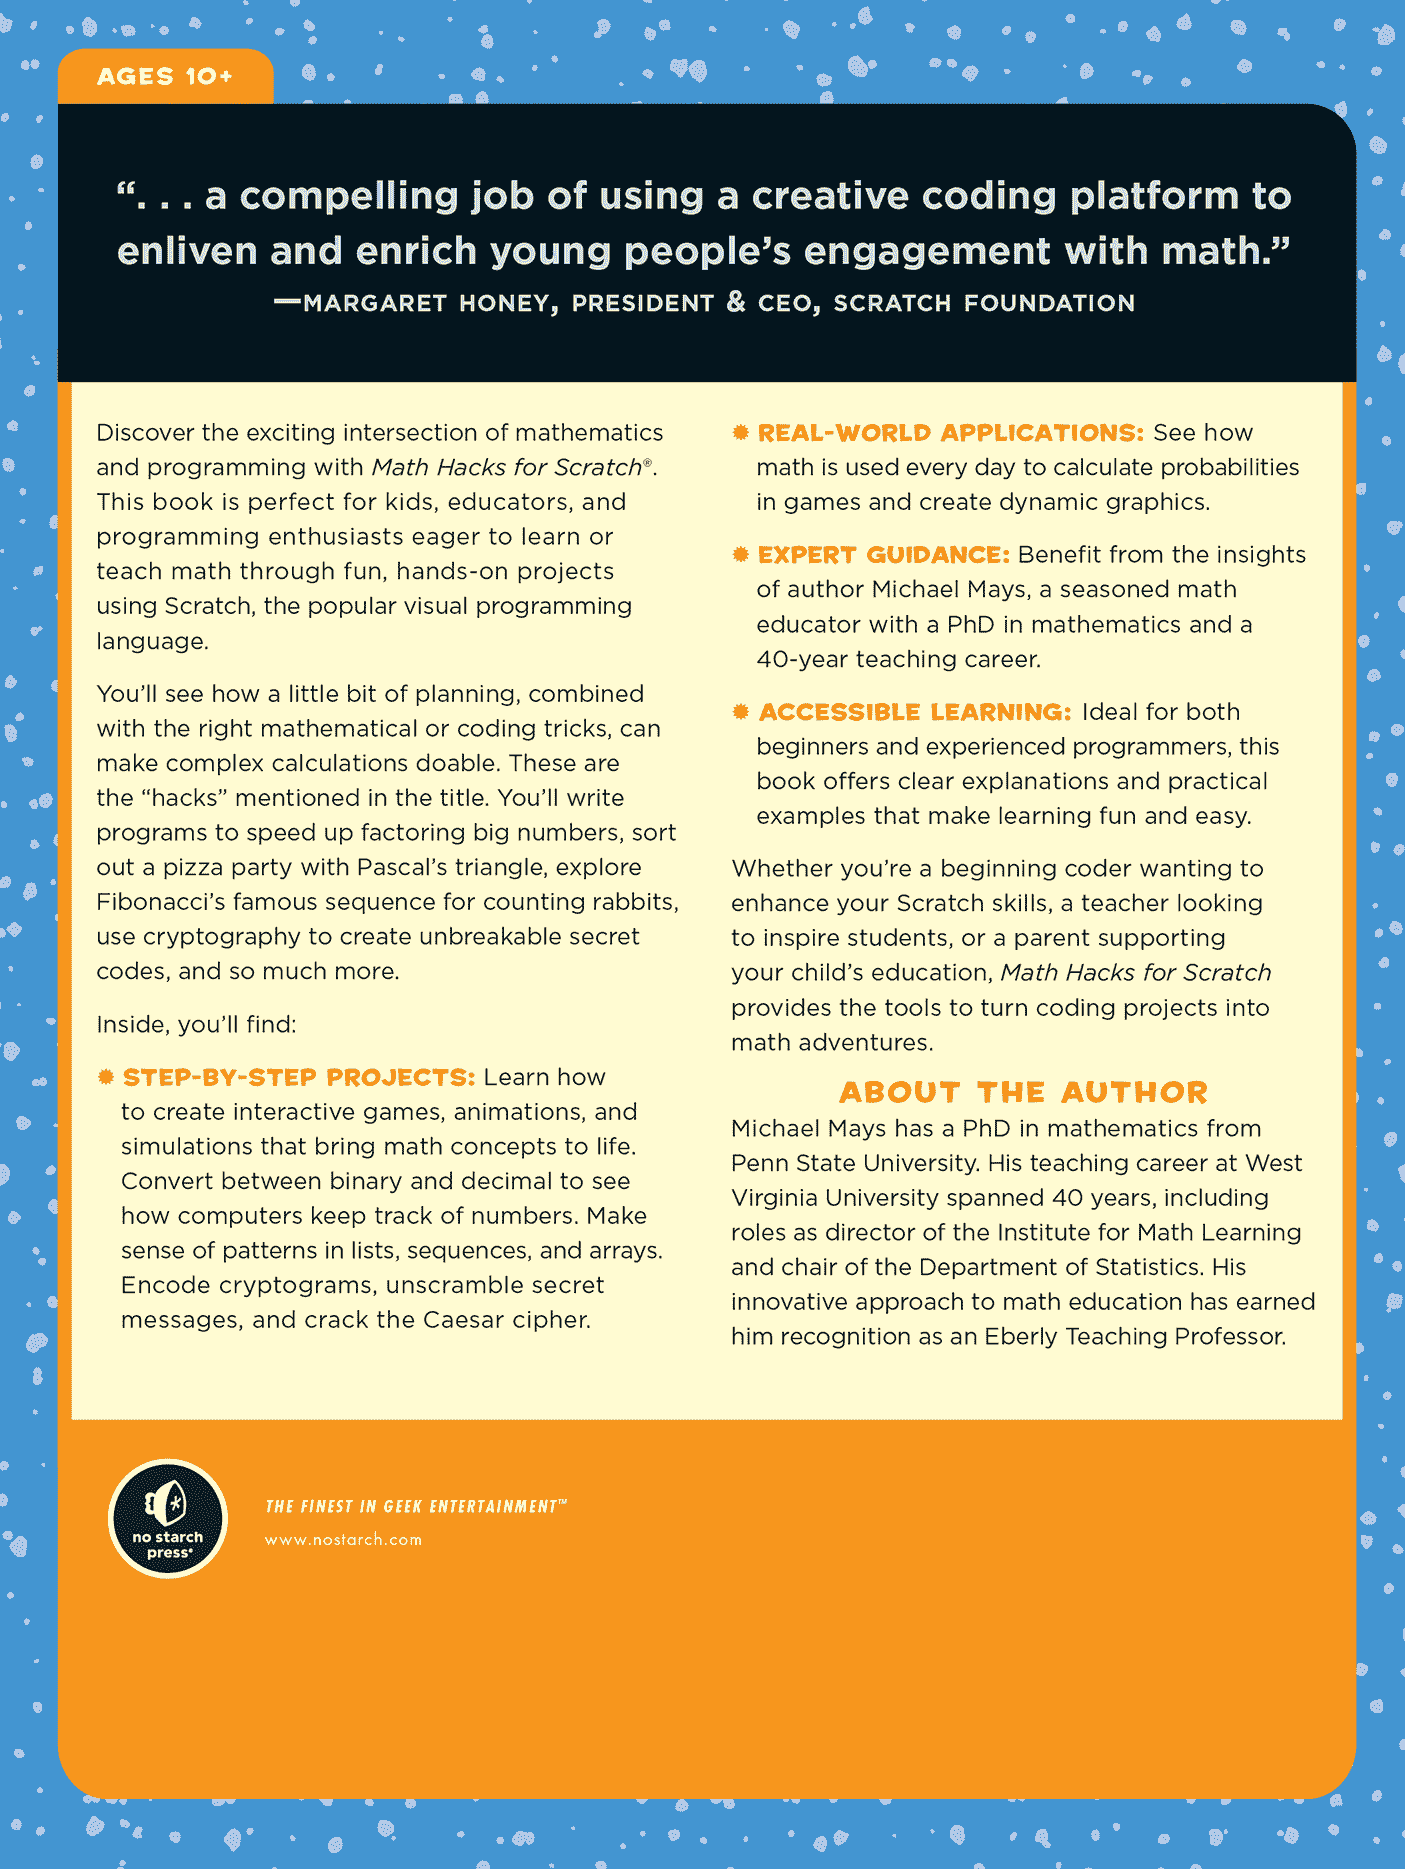 AGES 10+
“. . . a compelling job of using a creative coding platform to
enliven and enrich young people’s engagement with math.”
—MARGARET HONEY, PRESIDENT & CEO, SCRATCH FOUNDATION
Discover the exciting intersection of mathematics
and programming with Math Hacks for Scratch®.
This book is perfect for kids, educators, and
programming enthusiasts eager to learn or
teach math through fun, hands-on projects
using Scratch, the popular visual programming
language.
You’ll see how a little bit of planning, combined
with the right mathematical or coding tricks, can
make complex calculations doable. These are
the “hacks” mentioned in the title. You’ll write
programs to speed up factoring big numbers, sort
out a pizza party with Pascal’s triangle, explore
Fibonacci’s famous sequence for counting rabbits,
use cryptography to create unbreakable secret
codes, and so much more.
Inside, you’ll find:
STEP-BY-STEP PROJECTS: Learn how
to create interactive games, animations, and
simulations that bring math concepts to life.
Convert between binary and decimal to see
how computers keep track of numbers. Make
sense of patterns in lists, sequences, and arrays.
Encode cryptograms, unscramble secret
messages, and crack the Caesar cipher.
REAL-WORLD APPLICATIONS: See how
math is used every day to calculate probabilities
in games and create dynamic graphics.
EXPERT GUIDANCE: Benefit from the insights
of author Michael Mays, a seasoned math
educator with a PhD in mathematics and a
40-year teaching career.
ACCESSIBLE LEARNING: Ideal for both
beginners and experienced programmers, this
book offers clear explanations and practical
examples that make learning fun and easy.
Whether you’re a beginning coder wanting to
enhance your Scratch skills, a teacher looking
to inspire students, or a parent supporting
your child’s education, Math Hacks for Scratch
provides the tools to turn coding projects into
math adventures.
ABOUT THE AUTHOR
Michael Mays has a PhD in mathematics from
Penn State University. His teaching career at West
Virginia University spanned 40 years, including
roles as director of the Institute for Math Learning
and chair of the Department of Statistics. His
innovative approach to math education has earned
him recognition as an Eberly Teaching Professor.
no starch
press®
THE FINEST IN GEEK ENTERTAINMENT™
www.nostarch.com